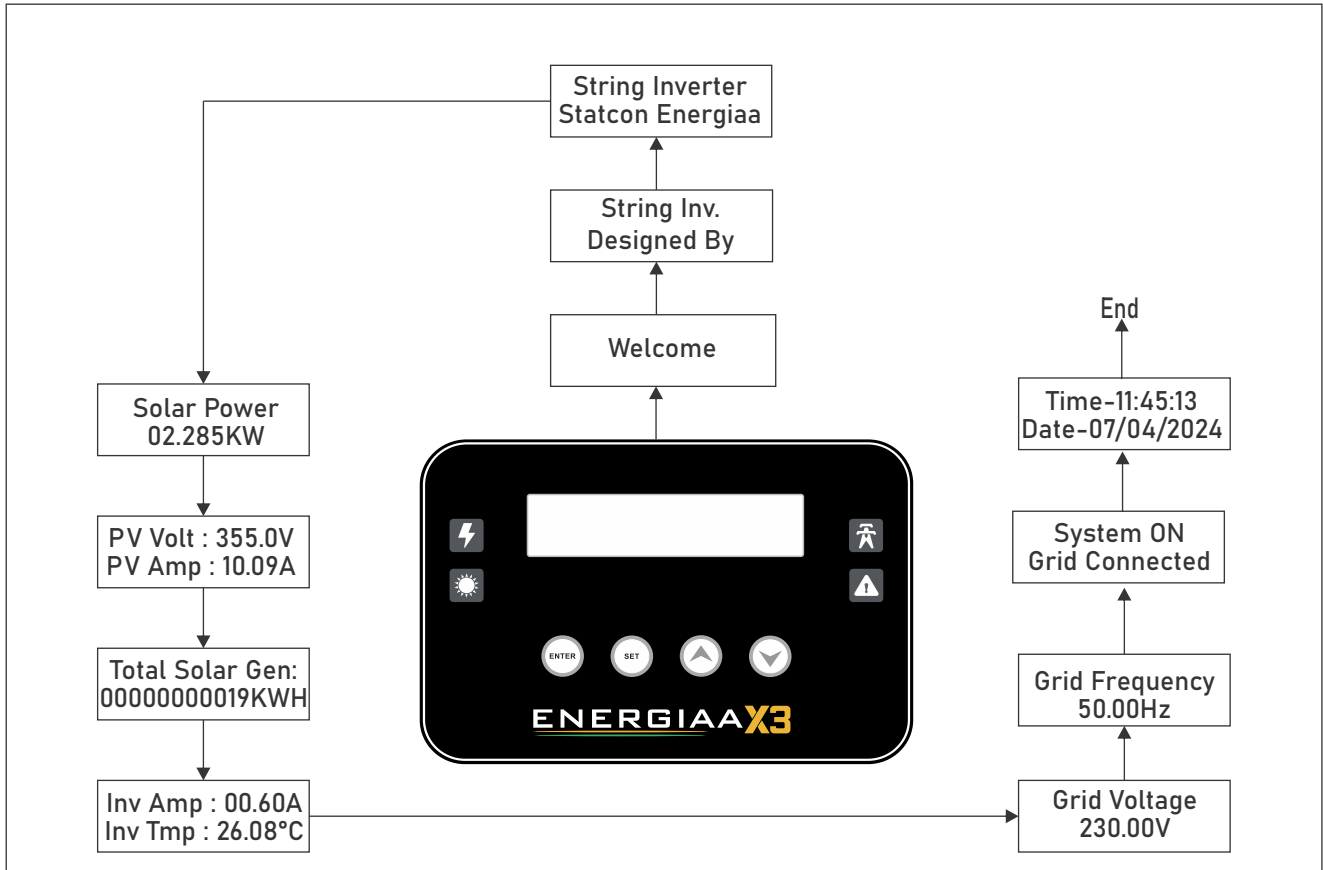 String Inverter
Statcon Energiaa
String Inv.
Designed By
Welcome
End
Solar Power
02.285KW
Time-11:45:13
Date-07/04/2024
PV Volt : 355.0V
PV Amp : 10.09A
System ON
Grid Connected
Total Solar Gen:
00000000019KWH
ENTER
SET
Grid Frequency
50.00Hz
ENERGIAAX3
Inv Amp : 00.60A
Inv Tmp : 26.08°C
Grid Voltage
230.00V